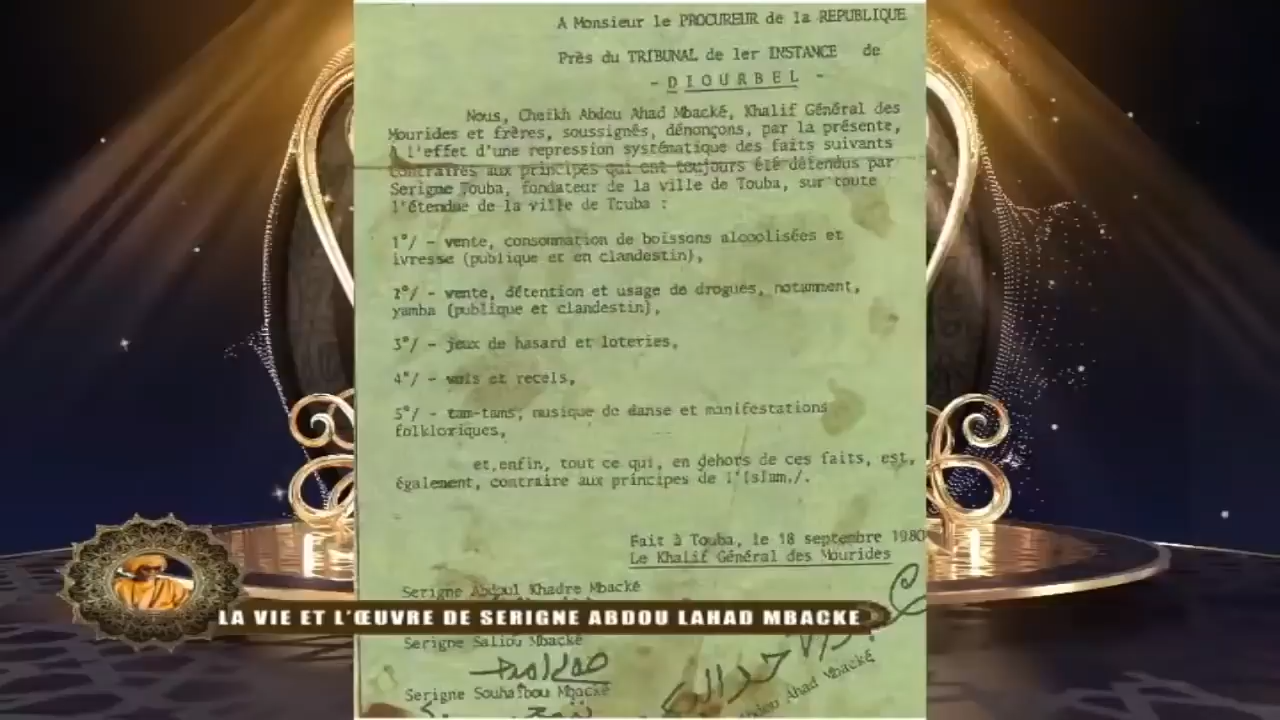 A Monsieur le PROCUREUR de la REPUBLIQUE
Près du TRIBUNAL de 1er INSTANCE de
- DIOURBEL -
Nous, Cheikh Abdou Ahad Mbacké, Khalif Général des
Mourides et frères, soussignés, dénonçons, par la présente,
A l'effet d'une repression systématique des faits suivants
contraires aux principes qui ont toujours été défendus par
Serigne Touba, fondateur de la ville de Touba, sur toute
l'étendue de la ville de Touba :
1°/ - vente, consommation de boissons alcoolisées et
ivresse (publique et en clandestin),
2°/ - vente, détention et usage de drogues, notamment,
yamba (publique et clandestin),
3°/ - jeux de hasard et loteries,
4°/ - vols et recels,
5°/ - tam-tams, musique de danse et manifestations
folkloriques,
et, enfin, tout ce qui, en dehors de ces faits, est,
également, contraire aux principes de l'Islam./.
Fait à Touba, le 18 septembre 1980
Le Khalif Général des Mourides
Serigne Abdoul Khadre Mbacké
LA VIE ET L'ŒUVRE DE SERIGNE ABDOU LAHAD MBACKE
Serigne Saliou Mbacké
Serigne Souhaïbou Mbacké
Abdou Ahad Mbacké